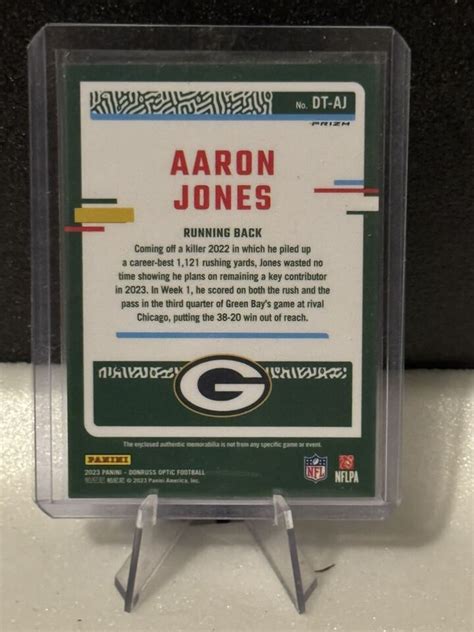 No. DT-AJ
PRIZM
AARON
JONES
RUNNING BACK
Coming off a killer 2022 in which he piled up
a career-best 1,121 rushing yards, Jones wasted no
time showing he plans on remaining a key contributor
in 2023. In Week 1, he scored on both the rush and the
pass in the third quarter of Green Bay's game at rival
Chicago, putting the 38-20 win out of reach.
G
The enclosed authentic memorabilia is not from any specific game or event.
PANINI
2023 PANINI - DONRUSS OPTIC FOOTBALL
© 2023 Panini America, Inc.
NFL
NFLPA